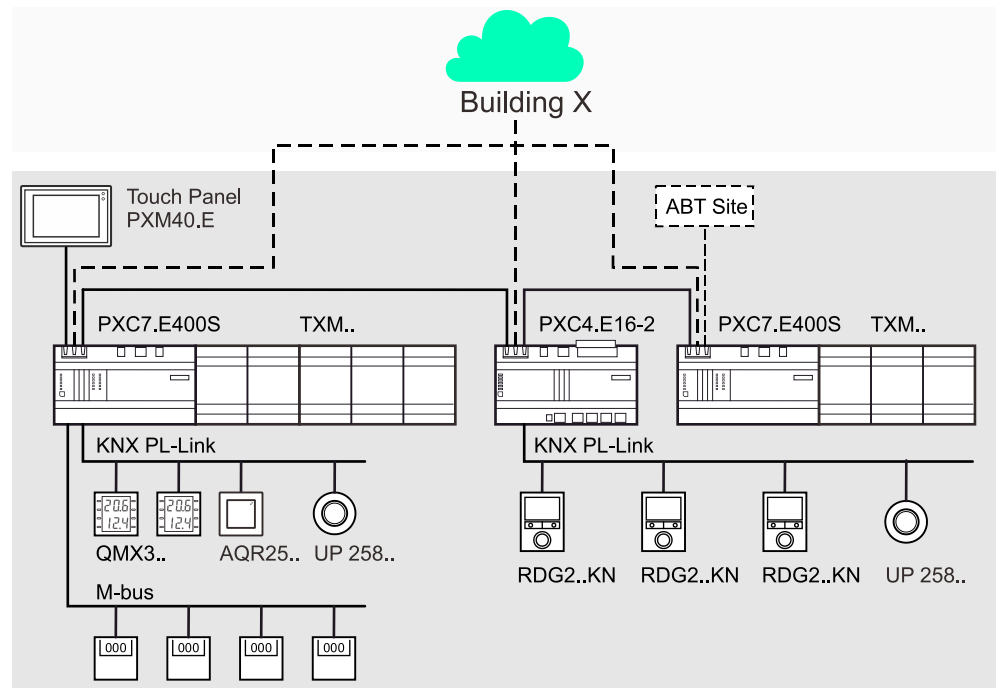 Building X
Touch Panel
PXM40.E
ABT Site
PXC7.E400S
TXM..
PXC4.E16-2
PXC7.E400S
TXM..
KNX PL-Link
KNX PL-Link
20.6
12.4
20.6
12.4
QMX3..
AQR25..
UP 258..
RDG2..KN
RDG2..KN
RDG2..KN
UP 258..
M-bus
000
000
000
000